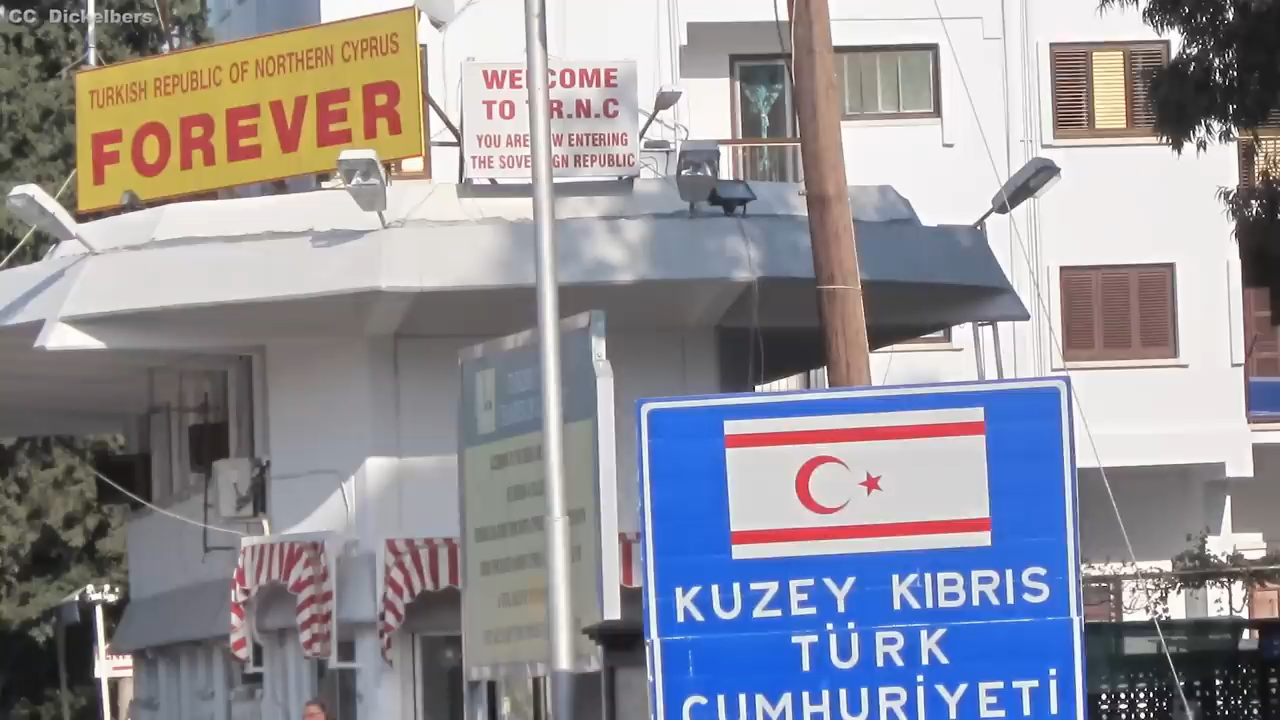 CC Dickelbers
TURKISH REPUBLIC OF NORTHERN CYPRUS
FOREVER
WELCOME
TO T.R.N.C
YOU ARE NOW ENTERING
THE SOVEREIGN REPUBLIC
KUZEY KIBRIS
TÜRK
CUMHURİYETİ